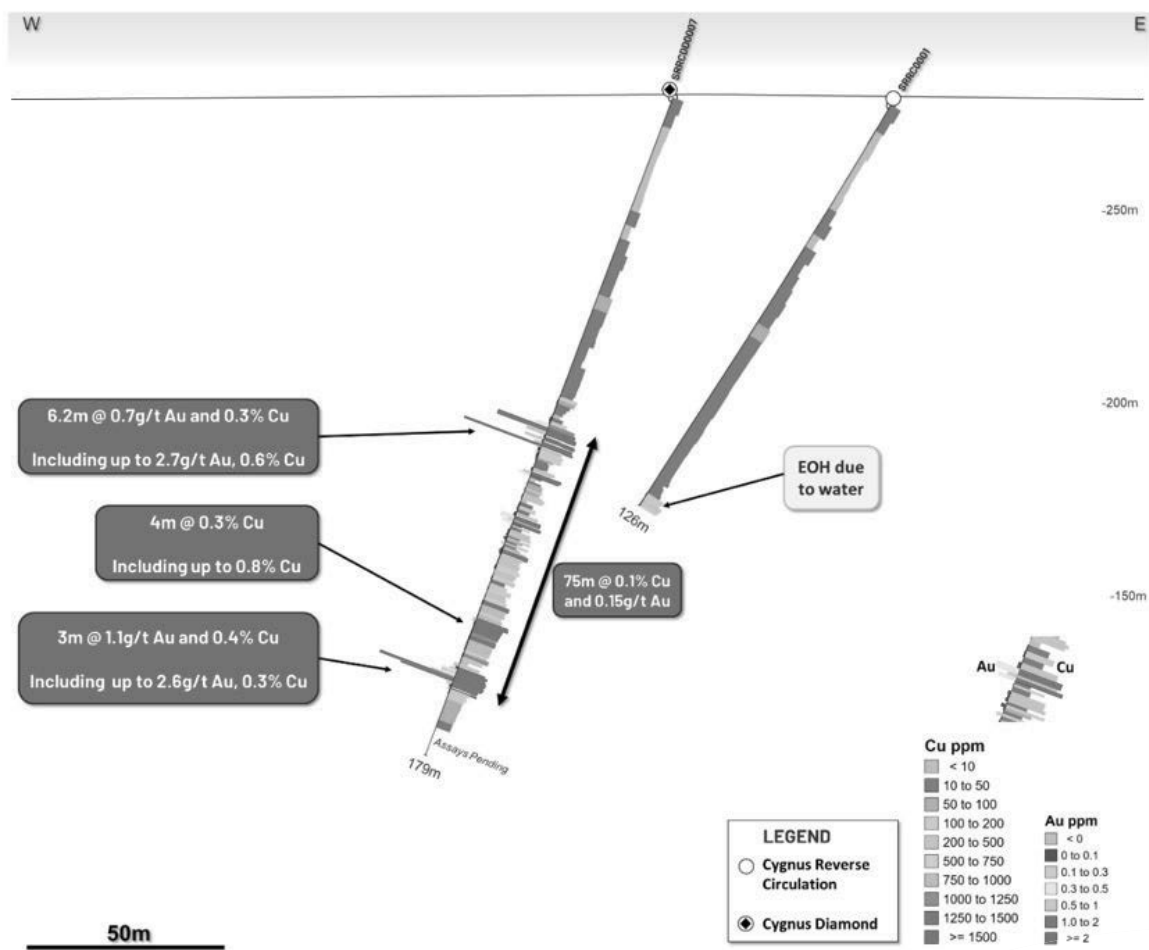 W
E
SRRCDD0007
SRRC0001
-250m
-200m
-150m
6.2m @ 0.7g/t Au and 0.3% Cu
Including up to 2.7g/t Au, 0.6% Cu
4m @ 0.3% Cu
Including up to 0.8% Cu
3m @ 1.1g/t Au and 0.4% Cu
Including up to 2.6g/t Au, 0.3% Cu
75m @ 0.1% Cu
and 0.15g/t Au
EOH due
to water
126m
Assays Pending
179m
Au
Cu
LEGEND
Cygnus Reverse
Circulation
Cygnus Diamond
Cu ppm
< 10
10 to 50
50 to 100
100 to 200
200 to 500
500 to 750
750 to 1000
1000 to 1250
1250 to 1500
>= 1500
Au ppm
< 0
0 to 0.1
0.1 to 0.3
0.3 to 0.5
0.5 to 1
1.0 to 2
>= 2
50m